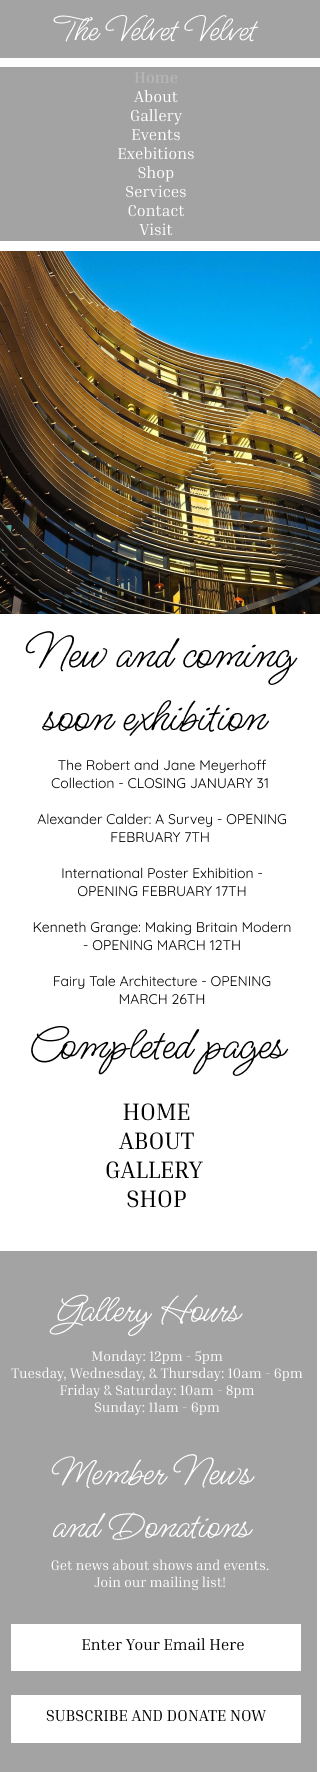 The Velvet Velvet
Home
About
Gallery
Events
Exebitions
Shop
Services
Contact
Visit
New and coming
soon exhibition
The Robert and Jane Meyerhoff
Collection - CLOSING JANUARY 31
Alexander Calder: A Survey - OPENING
FEBRUARY 7TH
International Poster Exhibition -
OPENING FEBRUARY 17TH
Kenneth Grange: Making Britain Modern
- OPENING MARCH 12TH
Fairy Tale Architecture - OPENING
MARCH 26TH
Completed pages
HOME
ABOUT
GALLERY
SHOP
Gallery Hours
Monday: 12pm - 5pm
Tuesday, Wednesday, & Thursday: 10am - 6pm
Friday & Saturday: 10am - 8pm
Sunday: 11am - 6pm
Member News
and Donations
Get news about shows and events.
Join our mailing list!
Enter Your Email Here
SUBSCRIBE AND DONATE NOW